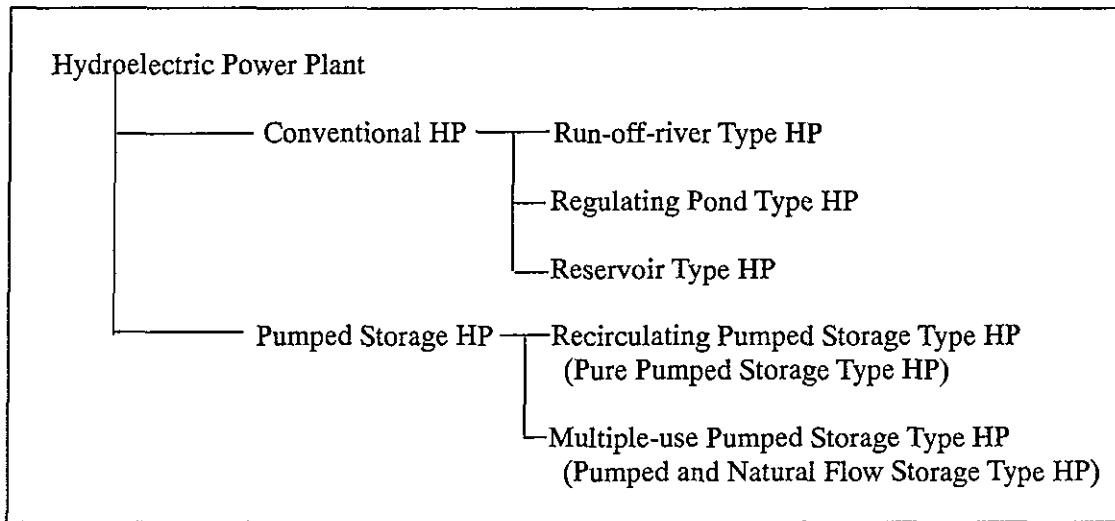 Hydroelectric Power Plant
Conventional HP
Run-off-river Type HP
Regulating Pond Type HP
Reservoir Type HP
Pumped Storage HP
Recirculating Pumped Storage Type HP
(Pure Pumped Storage Type HP)
Multiple-use Pumped Storage Type HP
(Pumped and Natural Flow Storage Type HP)